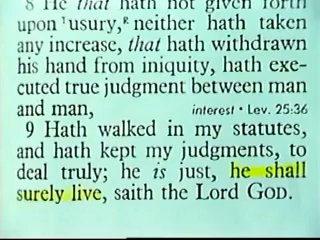 8 He that hath not given forth
upon ᵀusury,ᴿ neither hath taken
any increase, that hath withdrawn
his hand from iniquity, hath exe-
cuted true judgment between man
and man, interest • Lev. 25:36
9 Hath walked in my statutes,
and hath kept my judgments, to
deal truly; he is just, he shall
surely live, saith the Lord GOD.